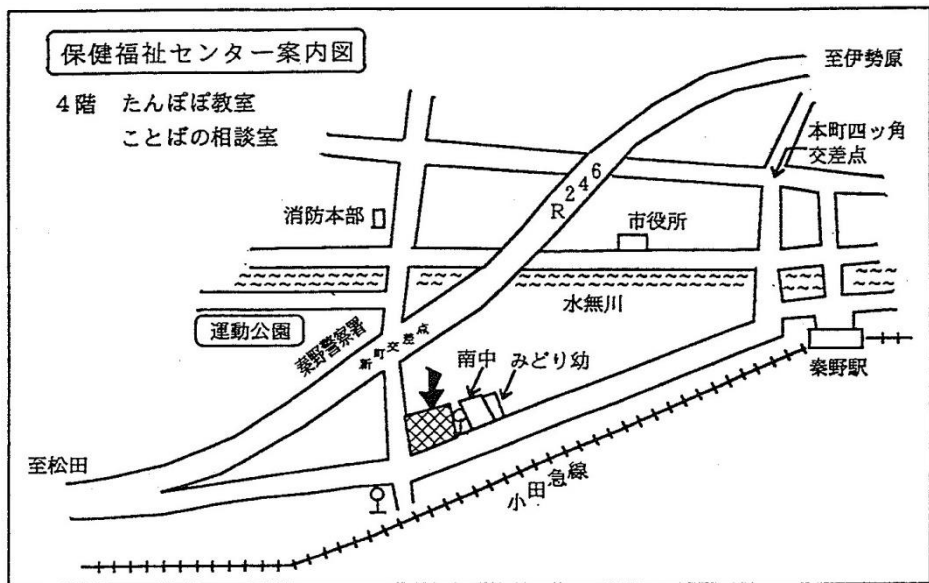 保健福祉センター案内図
4階 たんぽぽ教室
ことばの相談室
至伊勢原
本町四ッ角
交差点
R246
消防本部
市役所
水無川
運動公園
秦野警察署
新町交差点
南中
みどり幼
秦野駅
至松田
小田急線